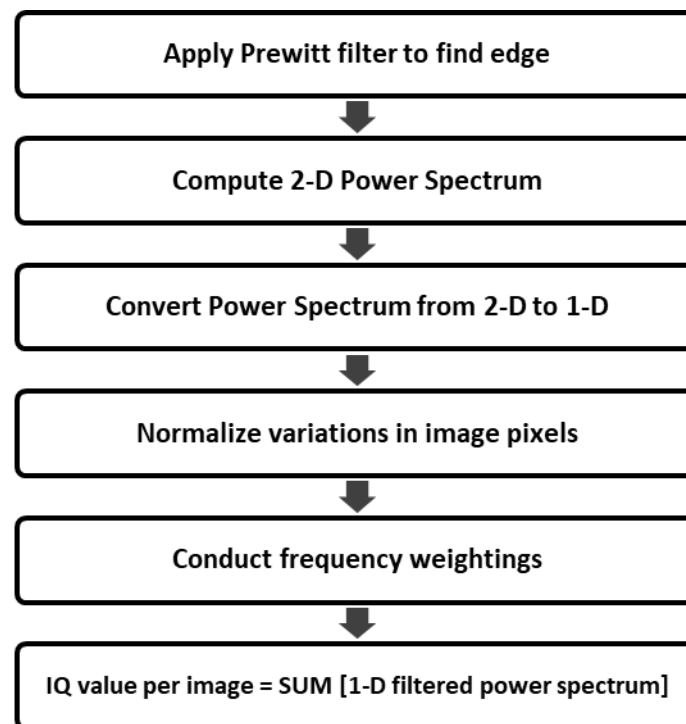 Apply Prewitt filter to find edge
Compute 2-D Power Spectrum
Convert Power Spectrum from 2-D to 1-D
Normalize variations in image pixels
Conduct frequency weightings
IQ value per image = SUM [1-D filtered power spectrum]